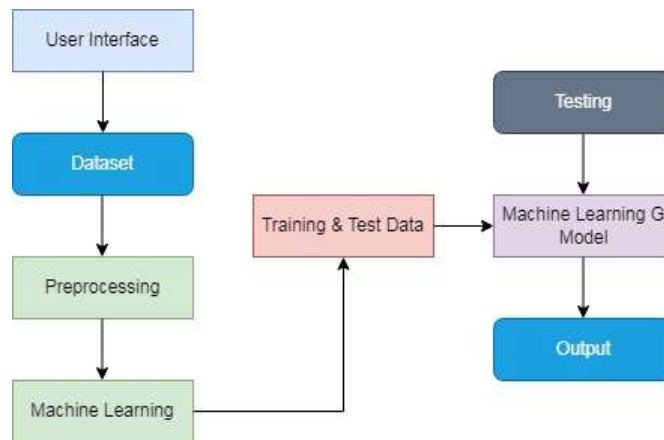 User Interface
Dataset
Preprocessing
Machine Learning
Training & Test Data
Testing
Machine Learning G
Model
Output